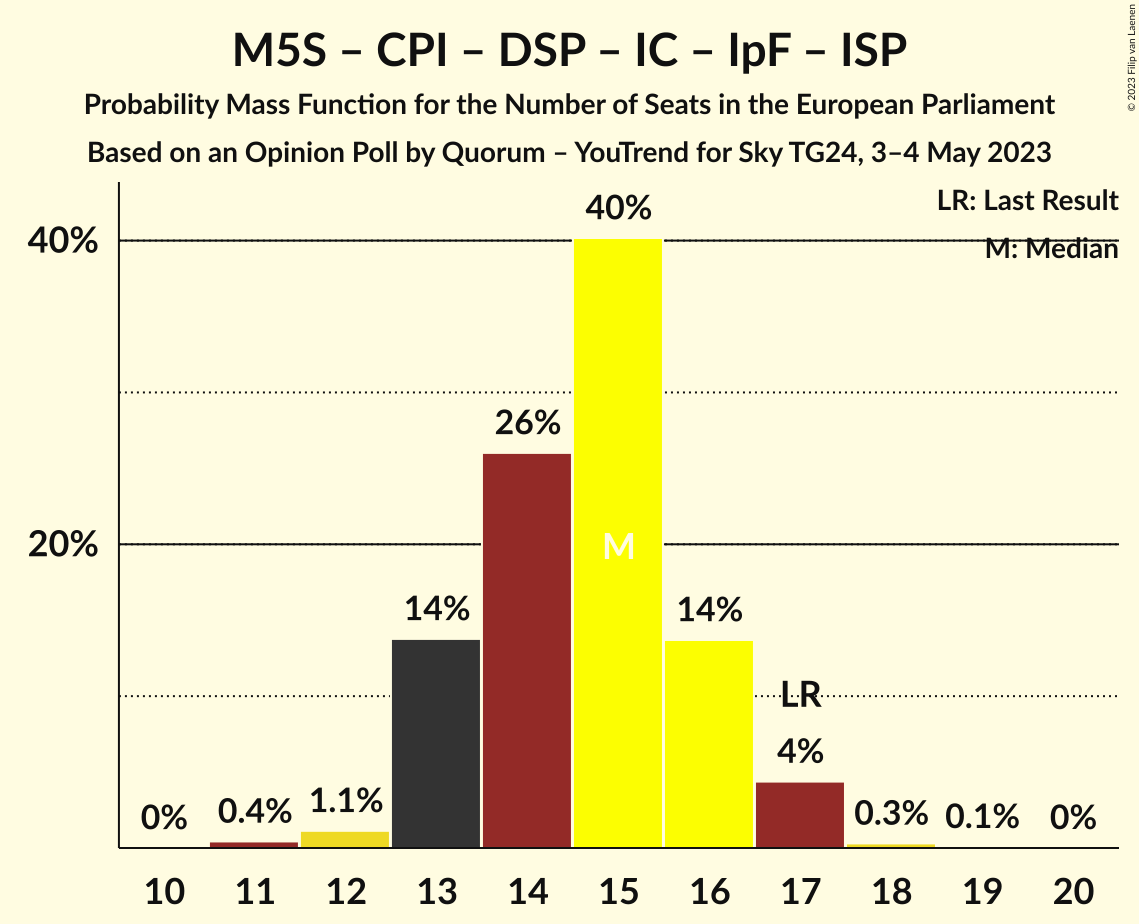 M5S – CPI – DSP – IC – IpF – ISP
Probability Mass Function for the Number of Seats in the European Parliament
Based on an Opinion Poll by Quorum – YouTrend for Sky TG24, 3–4 May 2023
© 2023 Filip van Laenen
LR: Last Result
M: Median
40%
20%
0%
0.4%
1.1%
14%
26%
40%
M
14%
LR
4%
0.3%
0.1%
0%
10 11 12 13 14 15 16 17 18 19 20